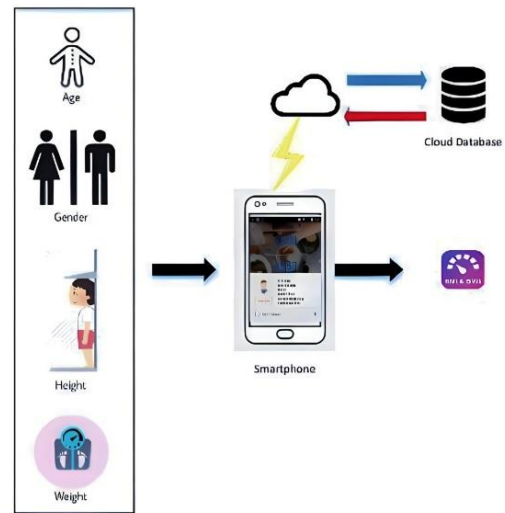 Age
Gender
Height
Weight
Smartphone
Cloud Database